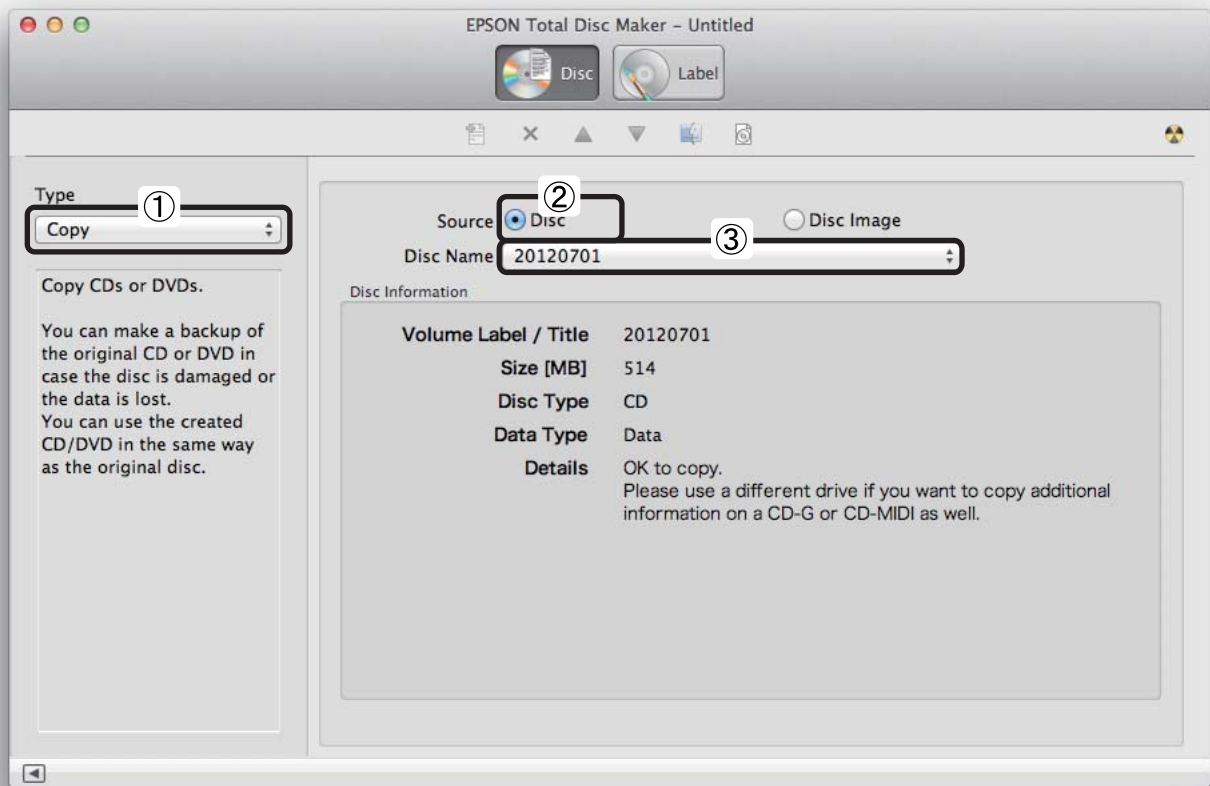 EPSON Total Disc Maker – Untitled
Disc
Label
Type
①
Copy
Copy CDs or DVDs.
You can make a backup of
the original CD or DVD in
case the disc is damaged or
the data is lost.
You can use the created
CD/DVD in the same way
as the original disc.
②
Source Disc Disc Image
③
Disc Name 20120701
Disc Information
Volume Label / Title 20120701
Size [MB] 514
Disc Type CD
Data Type Data
Details OK to copy.
Please use a different drive if you want to copy additional
information on a CD-G or CD-MIDI as well.